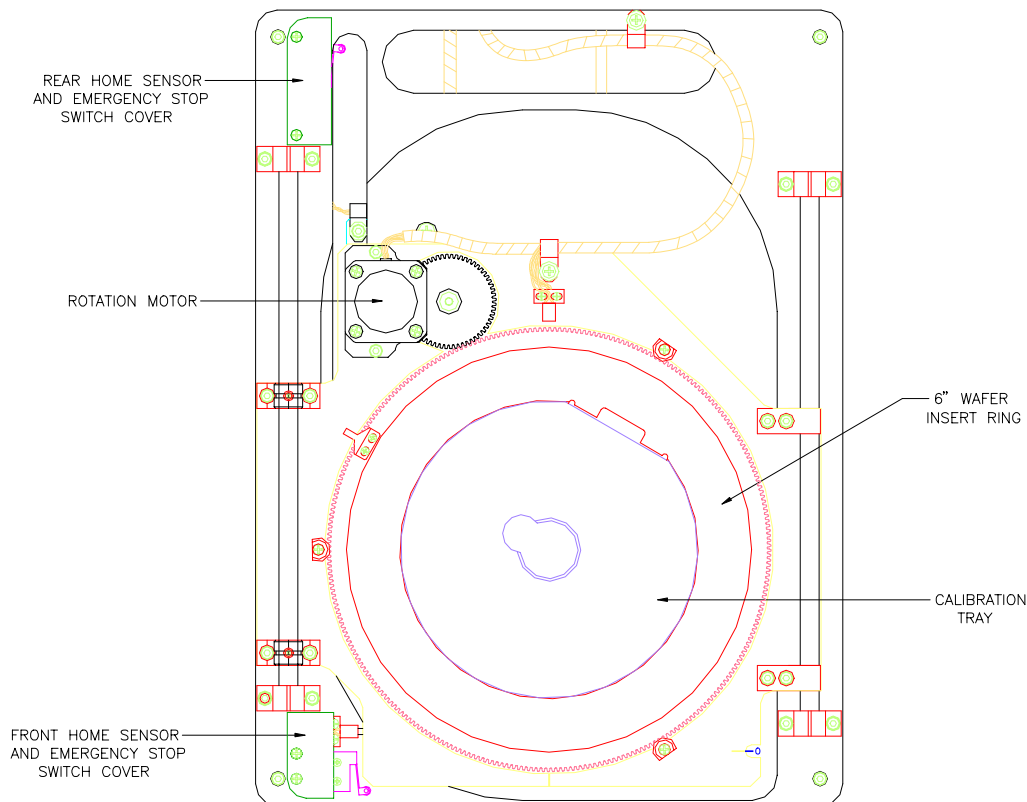 REAR HOME SENSOR
AND EMERGENCY STOP
SWITCH COVER
ROTATION MOTOR
6" WAFER
INSERT RING
CALIBRATION
TRAY
FRONT HOME SENSOR
AND EMERGENCY STOP
SWITCH COVER